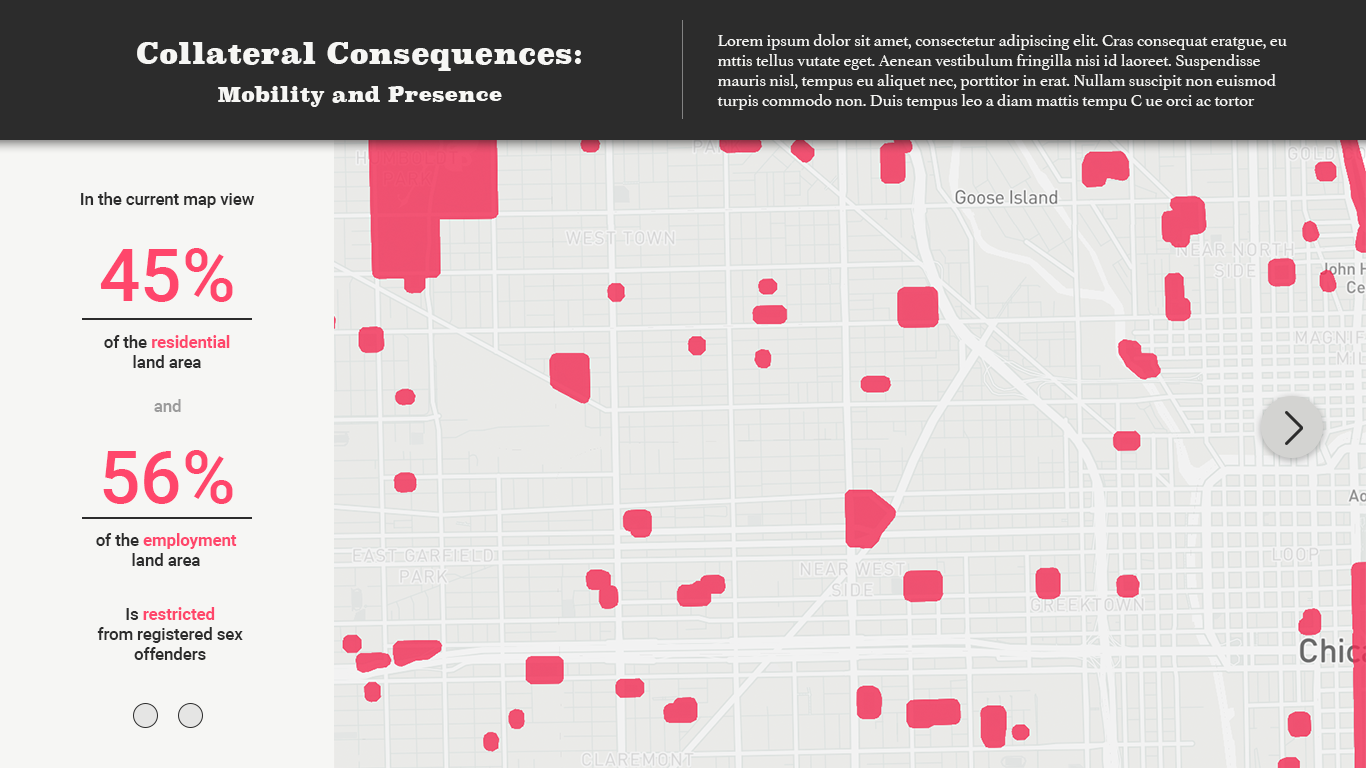 Collateral Consequences:
Mobility and Presence
Lorem ipsum dolor sit amet, consectetur adipiscing elit. Cras consequat eratgue, eu
mttis tellus vutate eget. Aenean vestibulum fringilla nisi id laoreet. Suspendisse
mauris nisl, tempus eu aliquet nec, porttitor in erat. Nullam suscipit non euismod
turpis commodo non. Duis tempus leo a diam mattis tempu C ue orci ac tortor
In the current map view
45%
of the residential
land area
and
56%
of the employment
land area
Is restricted
from registered sex
offenders
GOLD
Goose Island
WEST TOWN
NEAR NORTH
SIDE
John H
Ce
MAGNIF
MI
EAST GARFIELD
PARK
NEAR WEST
SIDE
LOOP
GREEKTOWN
Chic
CLAREMONT